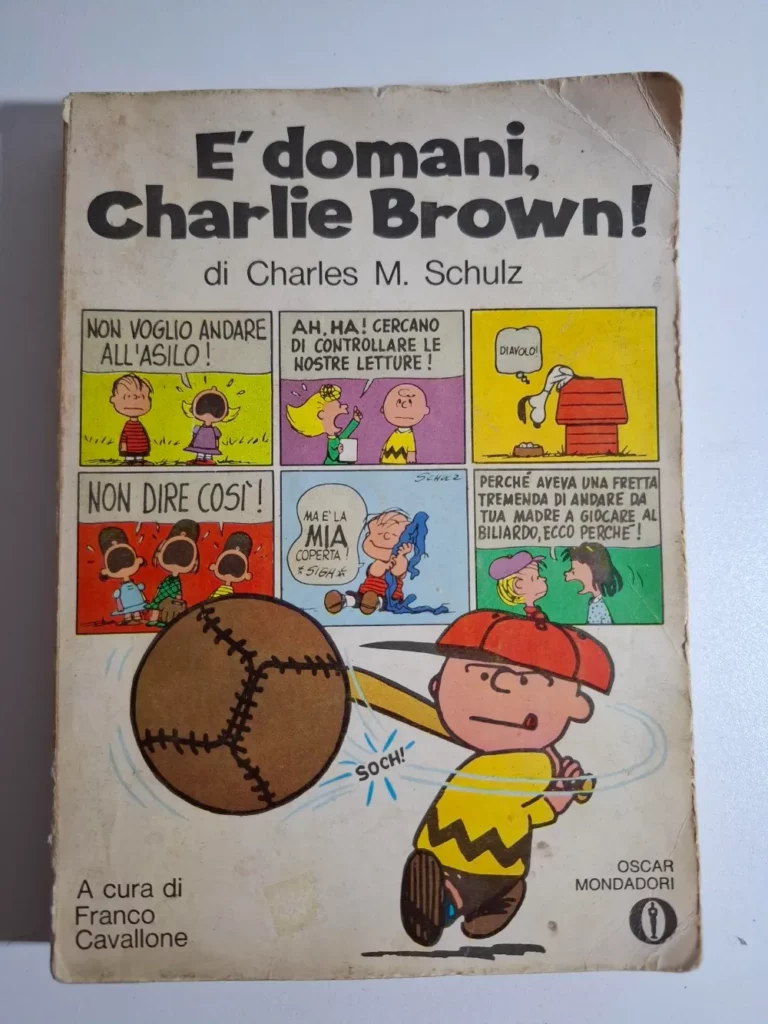 E' domani,
Charlie Brown!
di Charles M. Schulz
NON VOGLIO ANDARE
ALL'ASILO!
AH, HA! CERCANO
DI CONTROLLARE LE
NOSTRE LETTURE!
DIAVOLO!
NON DIRE COSÌ!
SCHULZ
MA È LA
MIA
COPERTA!
*SIGH*
PERCHÉ AVEVA UNA FRETTA
TREMENDA DI ANDARE DA
TUA MADRE A GIOCARE AL
BILIARDO, ECCO PERCHÉ!
SOCH!
A cura di
Franco
Cavallone
OSCAR
MONDADORI